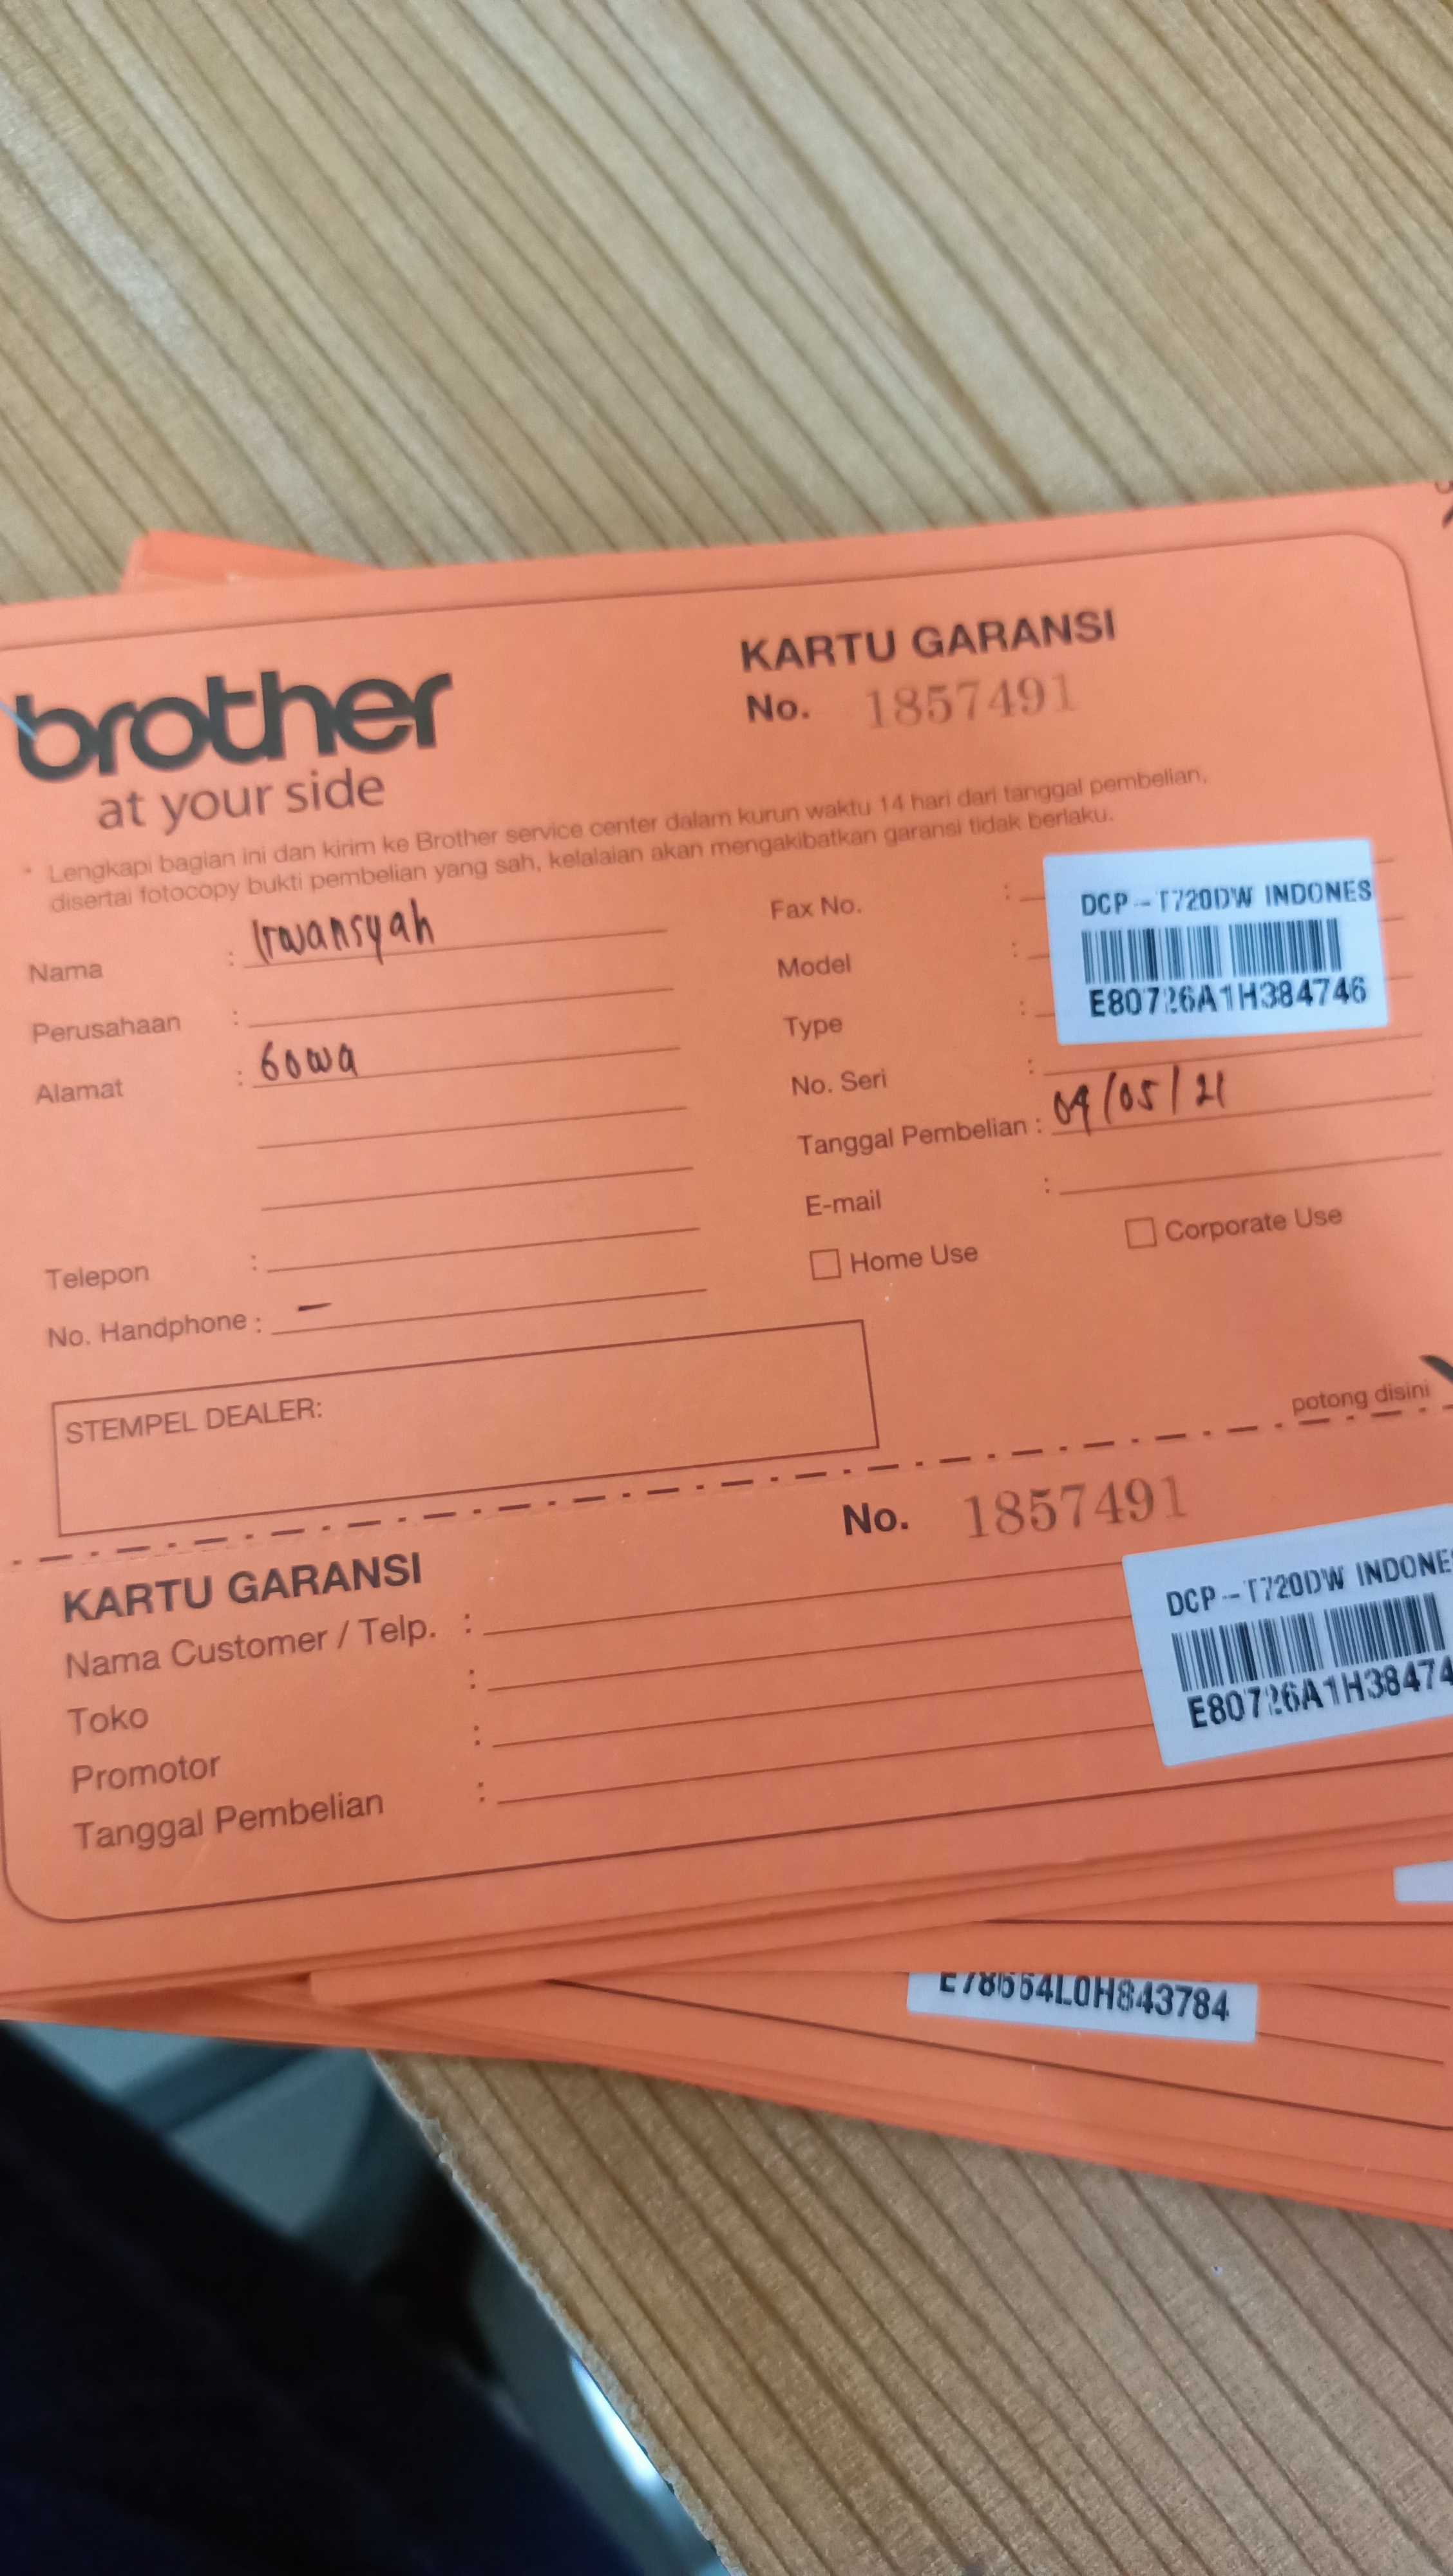 brother
at your side
KARTU GARANSI
No. 1857491
* Lengkapi bagian ini dan kirim ke Brother service center dalam kurun waktu 14 hari dari tanggal pembelian,
disertai fotocopy bukti pembelian yang sah, kelalaian akan mengakibatkan garansi tidak berlaku.
Nama : Irwansyah
Perusahaan :
Alamat : Gowa
Telepon :
No. Handphone : –
Fax No. :
Model :
Type :
No. Seri :
DCP-T720DW INDONES
E80726A1H384746
Tanggal Pembelian : 09/05/21
E-mail :
Home Use
Corporate Use
STEMPEL DEALER:
potong disini
No. 1857491
KARTU GARANSI
Nama Customer / Telp. :
Toko :
Promotor :
Tanggal Pembelian :
DCP-T720DW INDONE
E80726A1H38474
E78654L0H843784